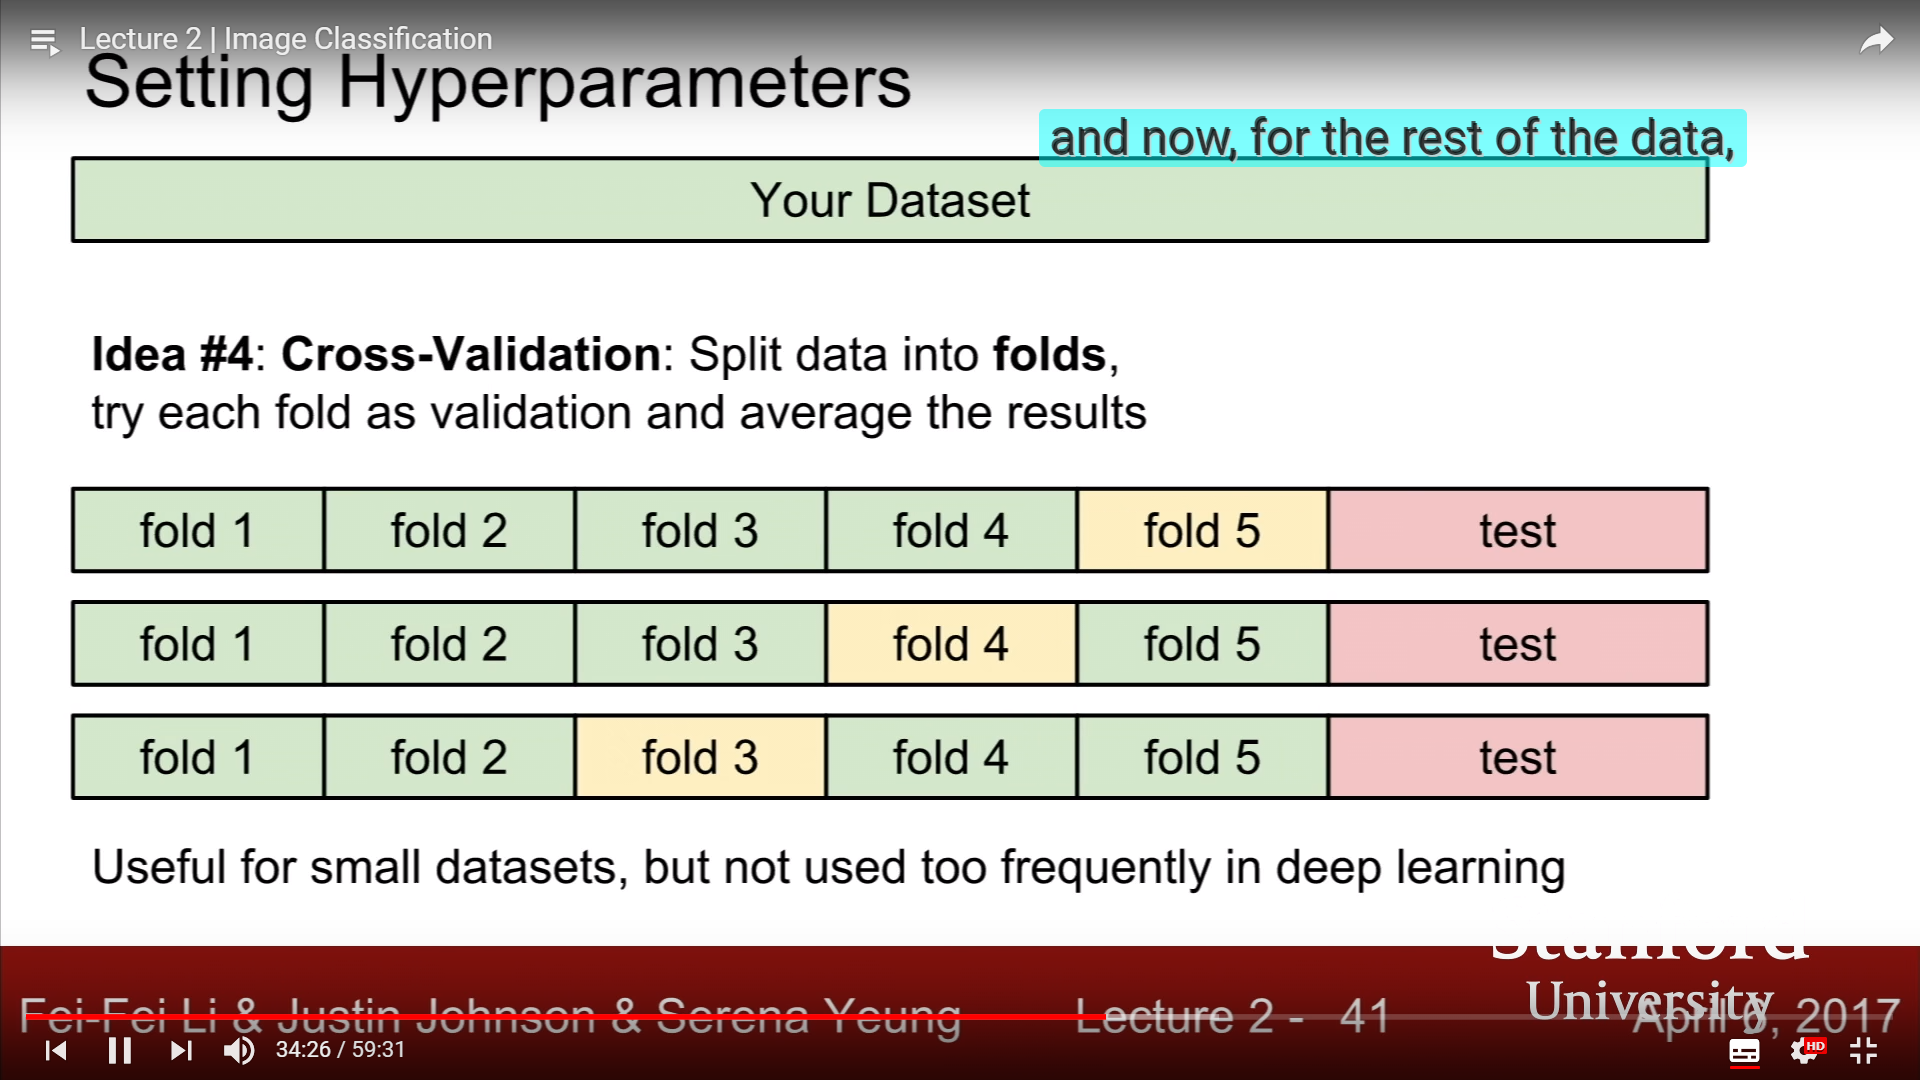 Lecture 2 | Image Classification
Setting Hyperparameters
and now, for the rest of the data,
Your Dataset
Idea #4: Cross-Validation: Split data into folds,
try each fold as validation and average the results
fold 1 fold 2 fold 3 fold 4 fold 5 test
fold 1 fold 2 fold 3 fold 4 fold 5 test
fold 1 fold 2 fold 3 fold 4 fold 5 test
Useful for small datasets, but not used too frequently in deep learning
Stanford
University
Fei-Fei Li & Justin Johnson & Serena Yeung Lecture 2 - 41 April 6, 2017
34:26 / 59:31
HD